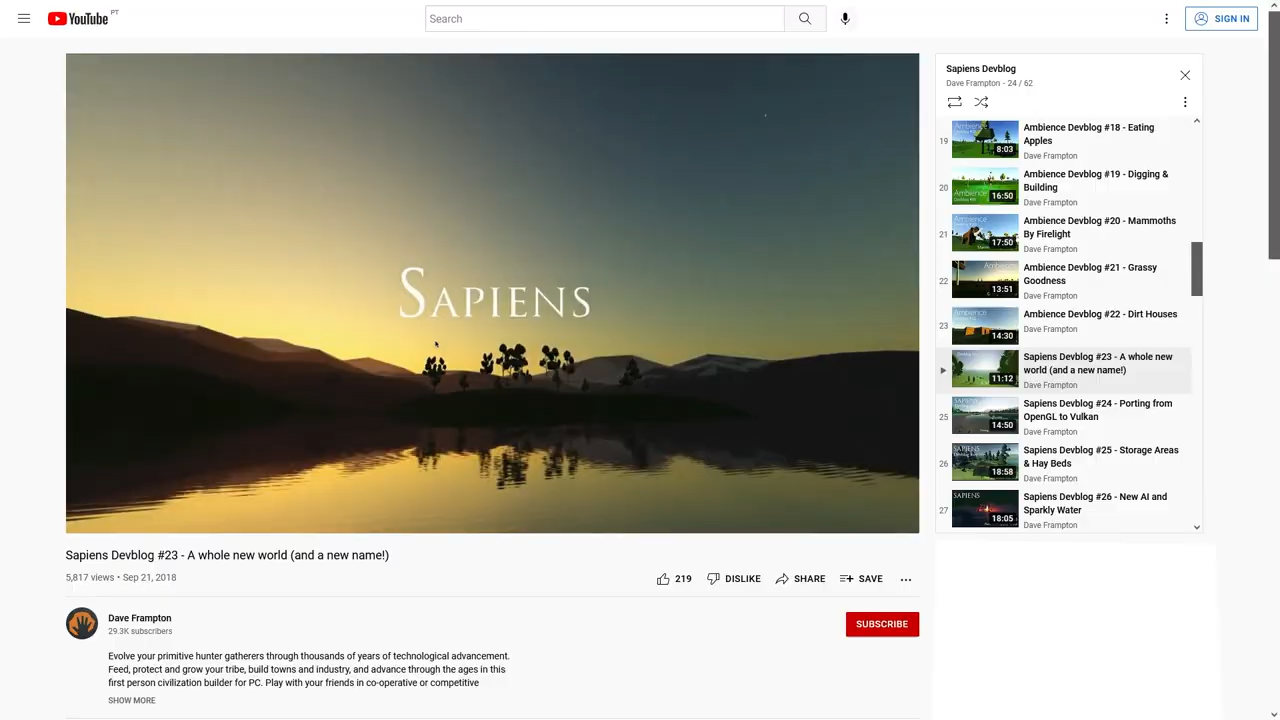 YouTube PT
Search
SIGN IN
SAPIENS
Sapiens Devblog #23 - A whole new world (and a new name!)
5,817 views • Sep 21, 2018
219
DISLIKE
SHARE
SAVE
Dave Frampton
29.3K subscribers
SUBSCRIBE
Evolve your primitive hunter gatherers through thousands of years of technological advancement.
Feed, protect and grow your tribe, build towns and industry, and advance through the ages in this
first person civilization builder for PC. Play with your friends in co-operative or competitive
SHOW MORE
Sapiens Devblog
Dave Frampton - 24 / 62
19
Ambience
8:03
Ambience Devblog #18 - Eating
Apples
Dave Frampton
20
Ambience
16:50
Ambience Devblog #19 - Digging &
Building
Dave Frampton
21
Ambience
17:50
Ambience Devblog #20 - Mammoths
By Firelight
Dave Frampton
22
Ambience
13:51
Ambience Devblog #21 - Grassy
Goodness
Dave Frampton
23
Ambience
14:30
Ambience Devblog #22 - Dirt Houses
Dave Frampton
11:12
Sapiens Devblog #23 - A whole new
world (and a new name!)
Dave Frampton
25
SAPIENS
14:50
Sapiens Devblog #24 - Porting from
OpenGL to Vulkan
Dave Frampton
26
SAPIENS
18:58
Sapiens Devblog #25 - Storage Areas
& Hay Beds
Dave Frampton
27
SAPIENS
18:05
Sapiens Devblog #26 - New AI and
Sparkly Water
Dave Frampton